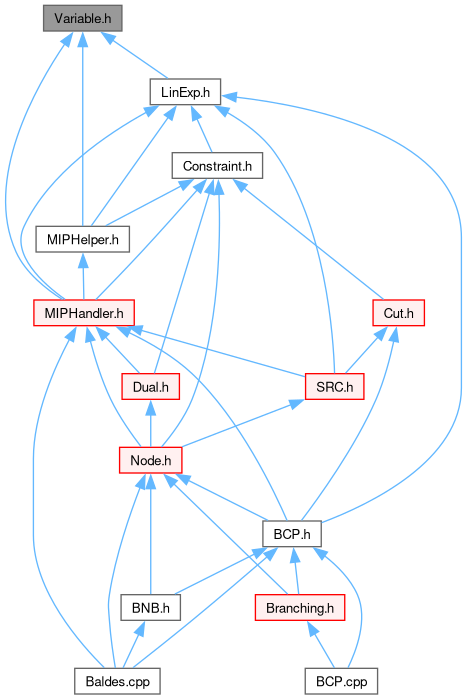 Variable.h
LinExp.h
Constraint.h
MIPHelper.h
MIPHandler.h
Cut.h
Dual.h
SRC.h
Node.h
BCP.h
BNB.h
Branching.h
Baldes.cpp
BCP.cpp